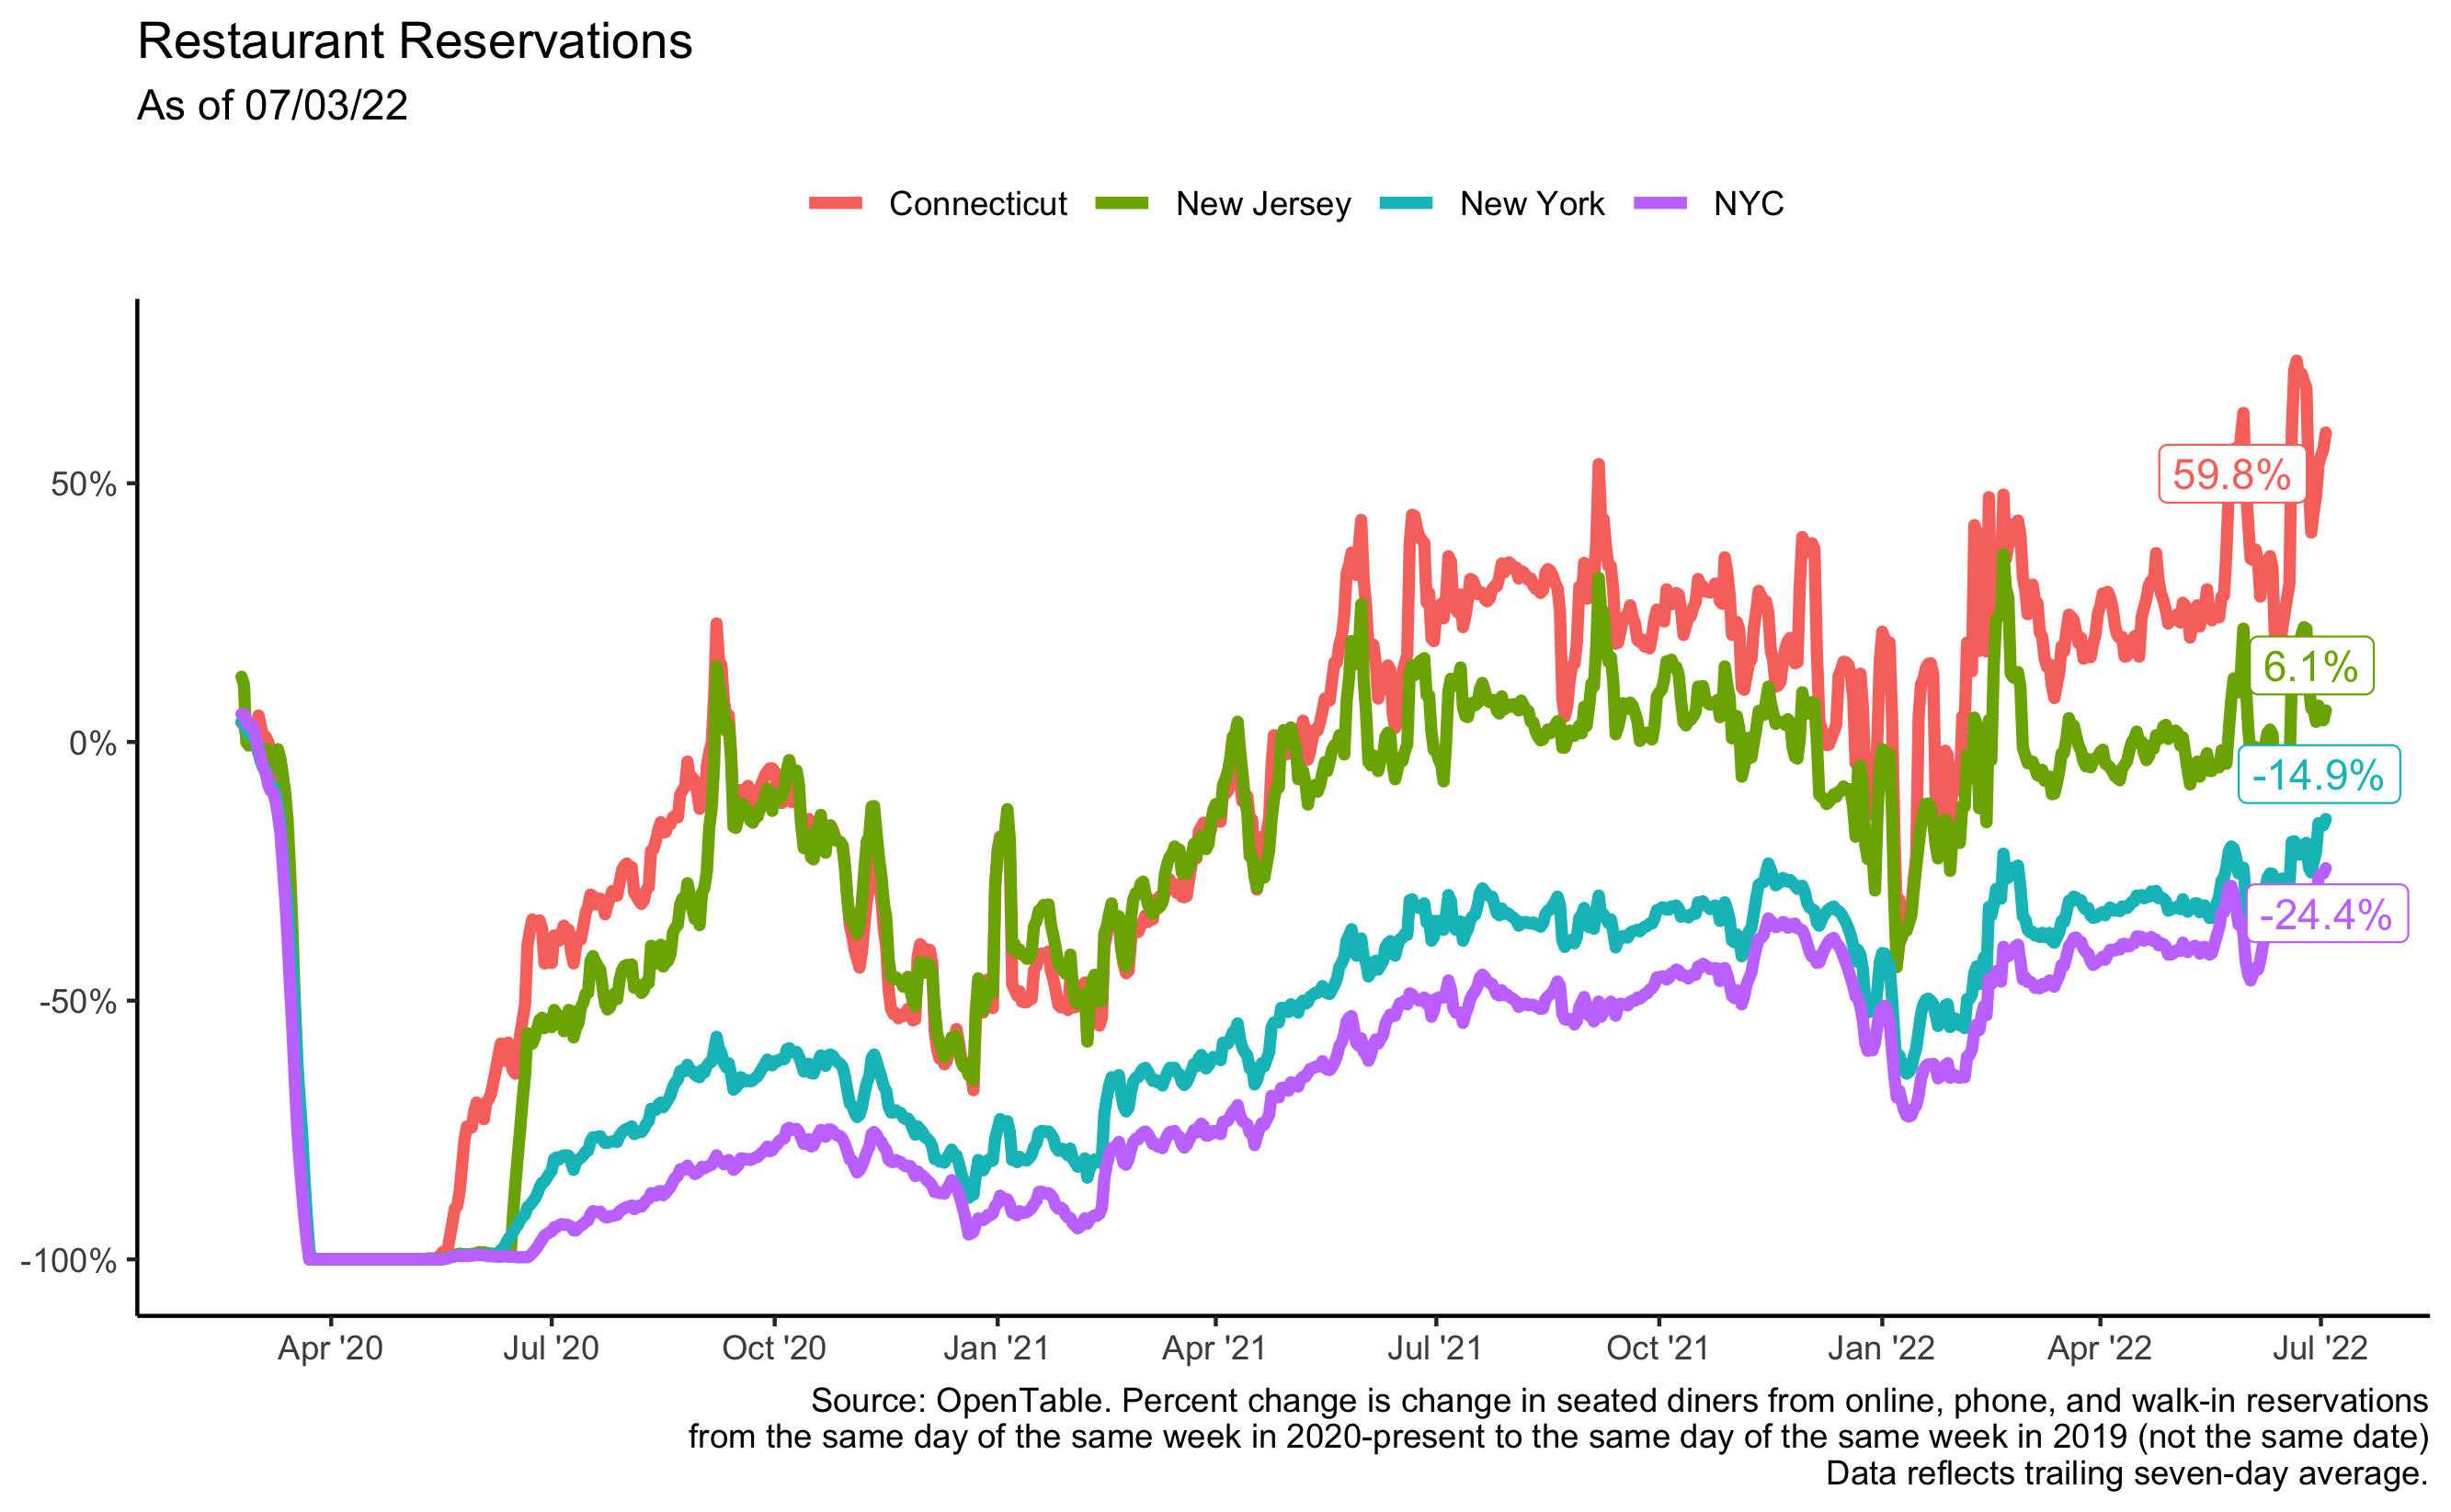 Restaurant Reservations
As of 07/03/22
Connecticut New Jersey New York NYC
50%
0%
-50%
-100%
59.8%
6.1%
-14.9%
-24.4%
Apr '20 Jul '20 Oct '20 Jan '21 Apr '21 Jul '21 Oct '21 Jan '22 Apr '22 Jul '22
Source: OpenTable. Percent change is change in seated diners from online, phone, and walk-in reservations
from the same day of the same week in 2020-present to the same day of the same week in 2019 (not the same date)
Data reflects trailing seven-day average.